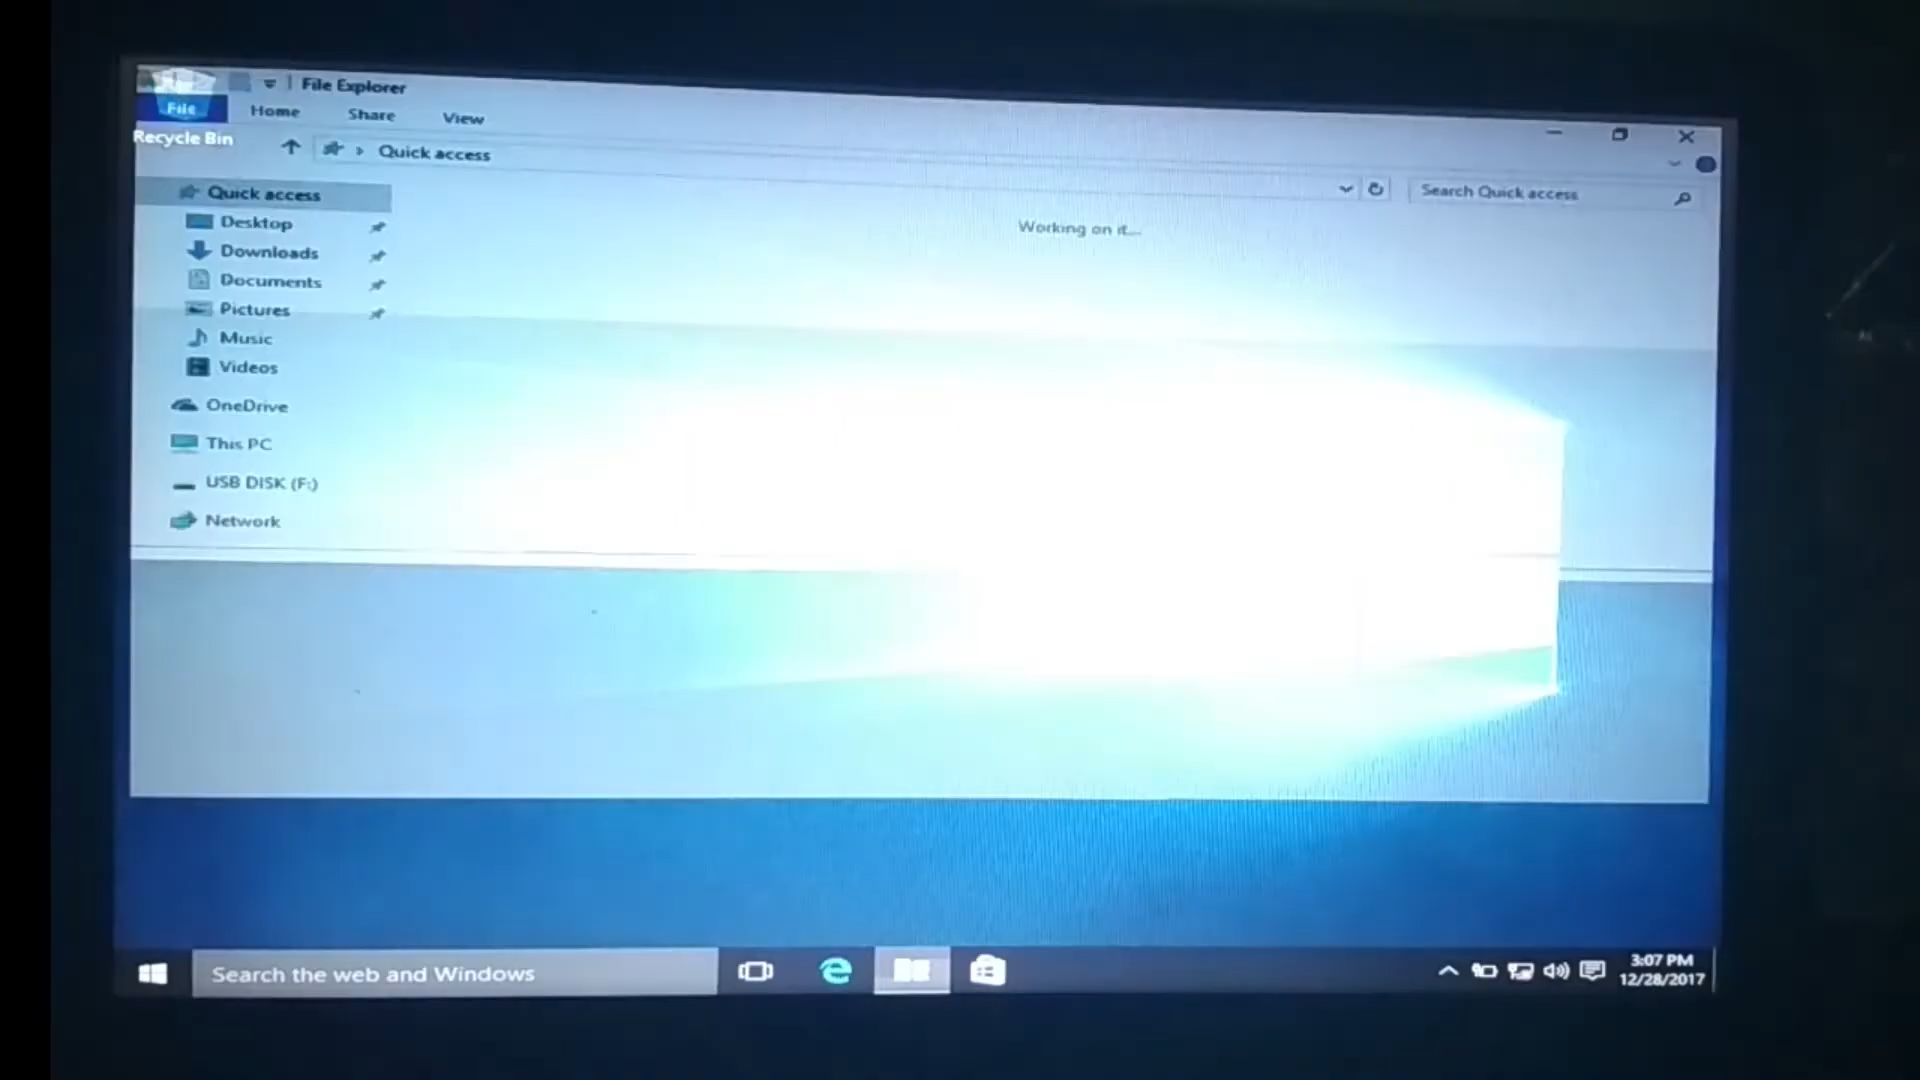 File Explorer
File Home Share View
Recycle Bin
Quick access
Search Quick access
Quick access
Working on it...
Desktop
Downloads
Documents
Pictures
Music
Videos
OneDrive
This PC
USB DISK (F:)
Network
Search the web and Windows
3:07 PM
12/28/2017